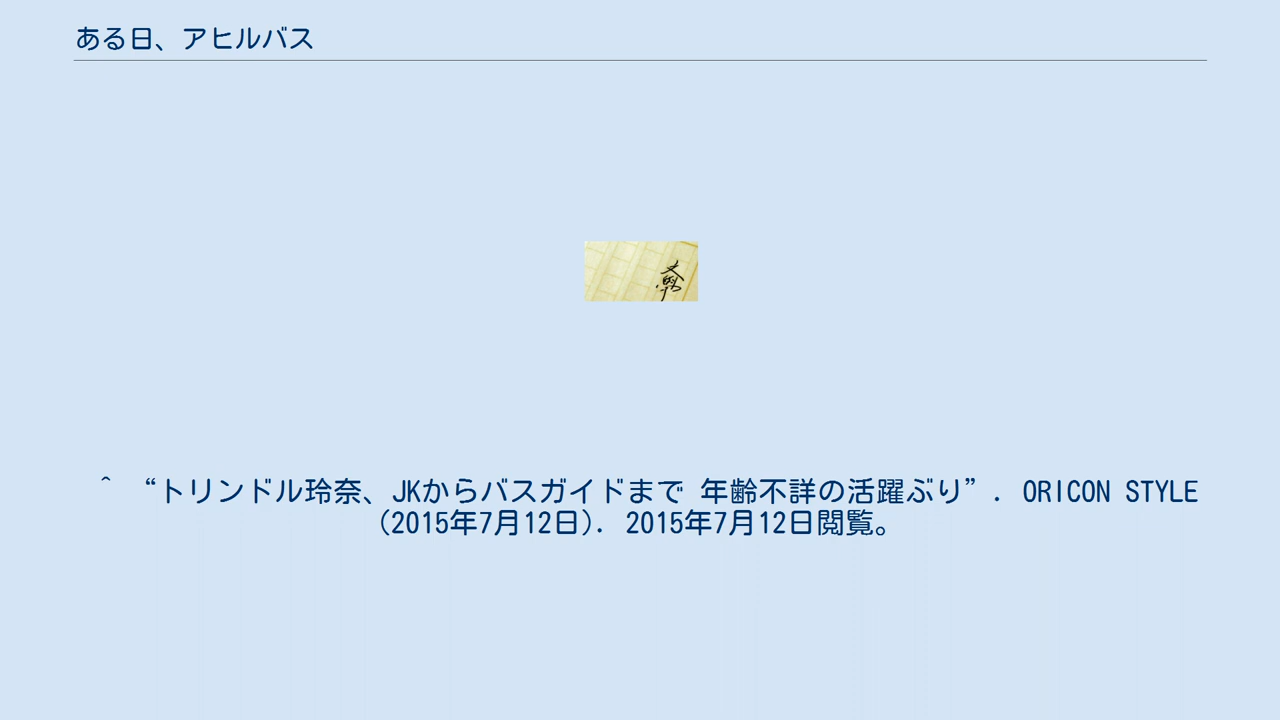 ある日、アヒルバス
^ “トリンドル玲奈、JKからバスガイドまで 年齢不詳の活躍ぶり”. ORICON STYLE
(2015年7月12日). 2015年7月12日閲覧。